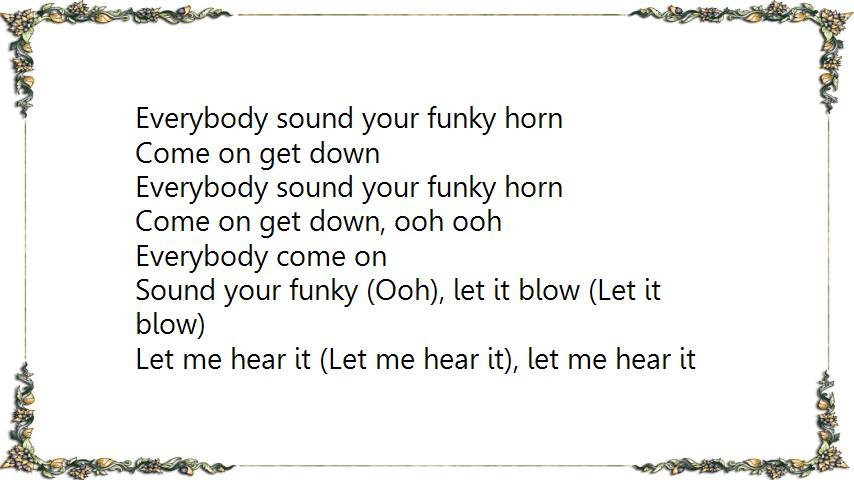 Everybody sound your funky horn
Come on get down
Everybody sound your funky horn
Come on get down, ooh ooh
Everybody come on
Sound your funky (Ooh), let it blow (Let it
blow)
Let me hear it (Let me hear it), let me hear it